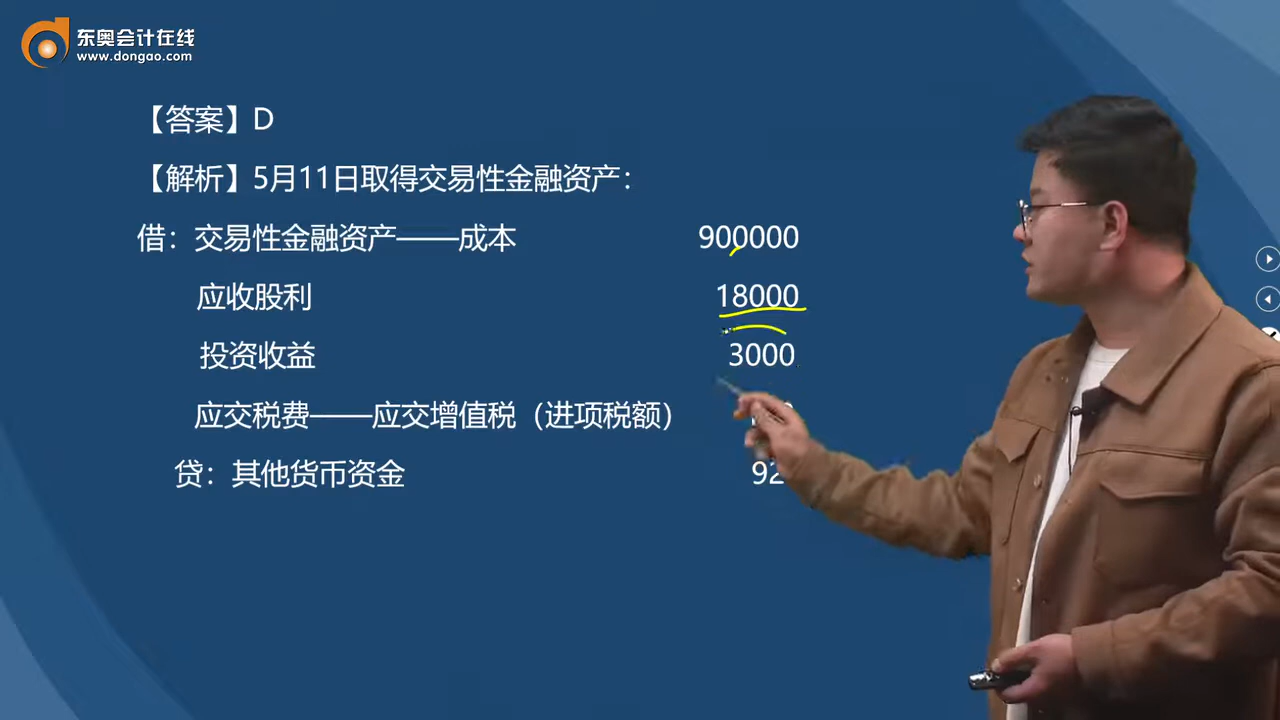 东奥会计在线
www.dongao.com
【答案】D
【解析】5月11日取得交易性金融资产：
借：交易性金融资产——成本 900000
应收股利 18000
投资收益 3000
应交税费——应交增值税（进项税额）
贷：其他货币资金 92